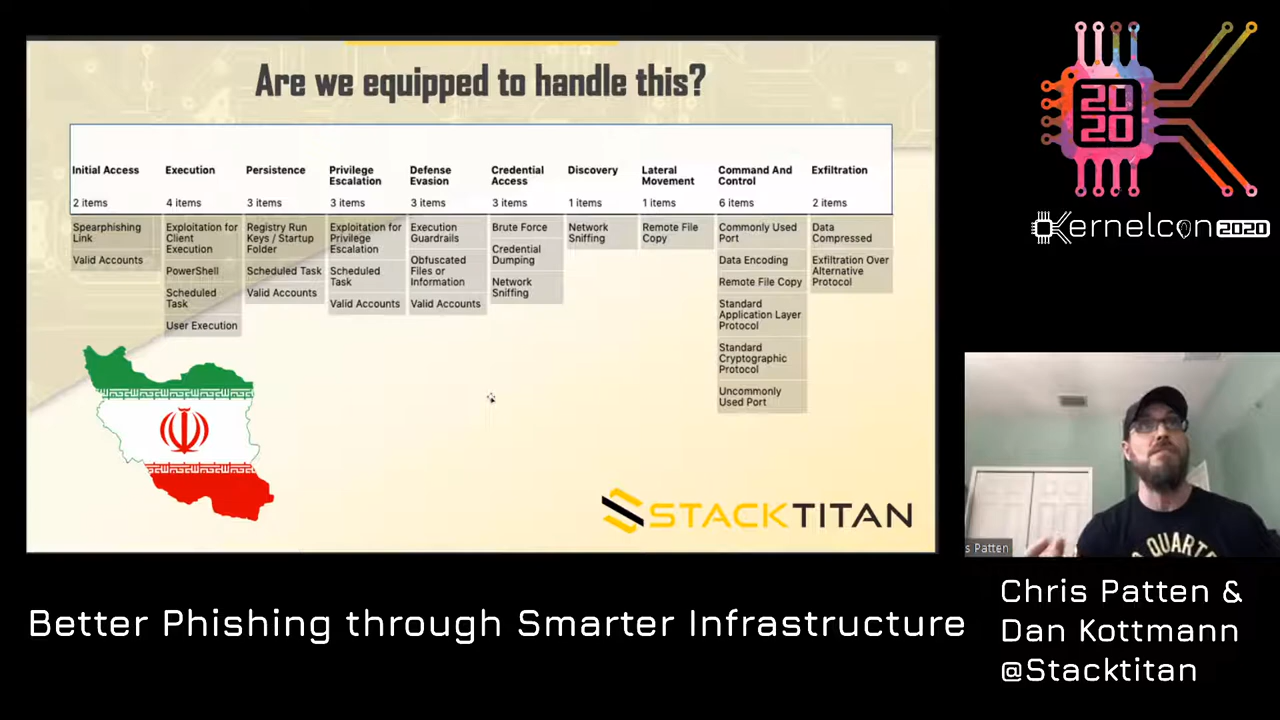 Are we equipped to handle this?
Initial Access
2 items
Spearphishing
Link
Valid Accounts
Execution
4 items
Exploitation for
Client
Execution
PowerShell
Scheduled
Task
User Execution
Persistence
3 items
Registry Run
Keys / Startup
Folder
Scheduled Task
Valid Accounts
Privilege
Escalation
3 items
Exploitation for
Privilege
Escalation
Scheduled
Task
Valid Accounts
Defense
Evasion
3 items
Execution
Guardrails
Obfuscated
Files or
Information
Valid Accounts
Credential
Access
3 items
Brute Force
Credential
Dumping
Network
Sniffing
Discovery
1 items
Network
Sniffing
Lateral
Movement
1 items
Remote File
Copy
Command And
Control
6 items
Commonly Used
Port
Data Encoding
Remote File Copy
Standard
Application Layer
Protocol
Standard
Cryptographic
Protocol
Uncommonly
Used Port
Exfiltration
2 items
Data
Compressed
Exfiltration Over
Alternative
Protocol
STACKTITAN
20
20
Kernelcon 2020
s Patten
QUART
Better Phishing through Smarter Infrastructure
Chris Patten &
Dan Kottmann
@Stacktitan